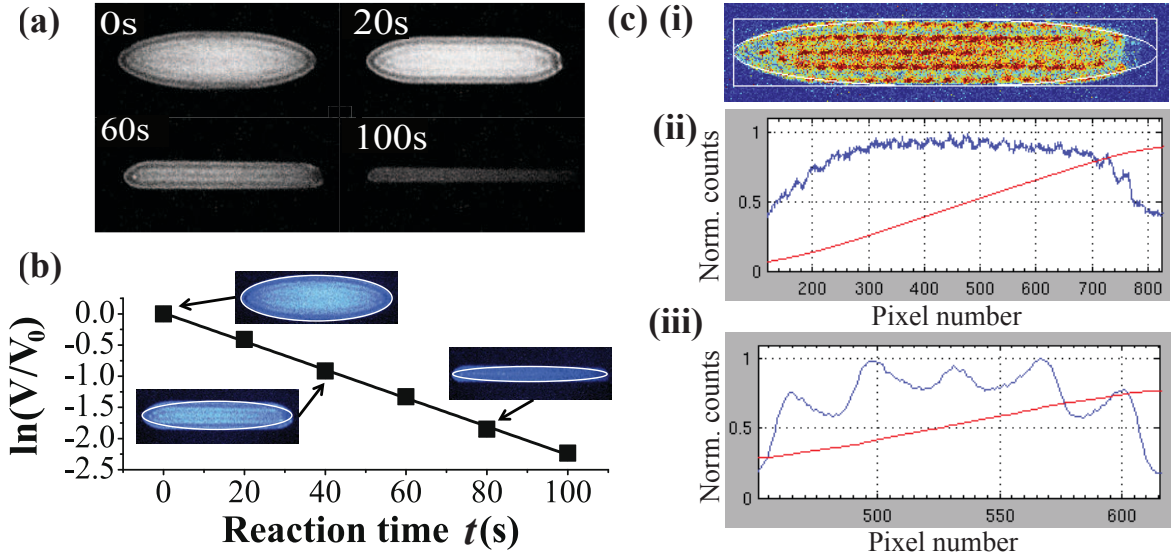 (a)
0s
20s
60s
100s
(b)
ln(V/V0)
0.0
-0.5
-1.0
-1.5
-2.0
-2.5
0
20
40
60
80
100
Reaction time t(s)
(c) (i)
(ii)
Norm. counts
1
0.5
0
200
300
400
500
600
700
800
Pixel number
(iii)
Norm. counts
1
0.5
0
500
550
600
Pixel number